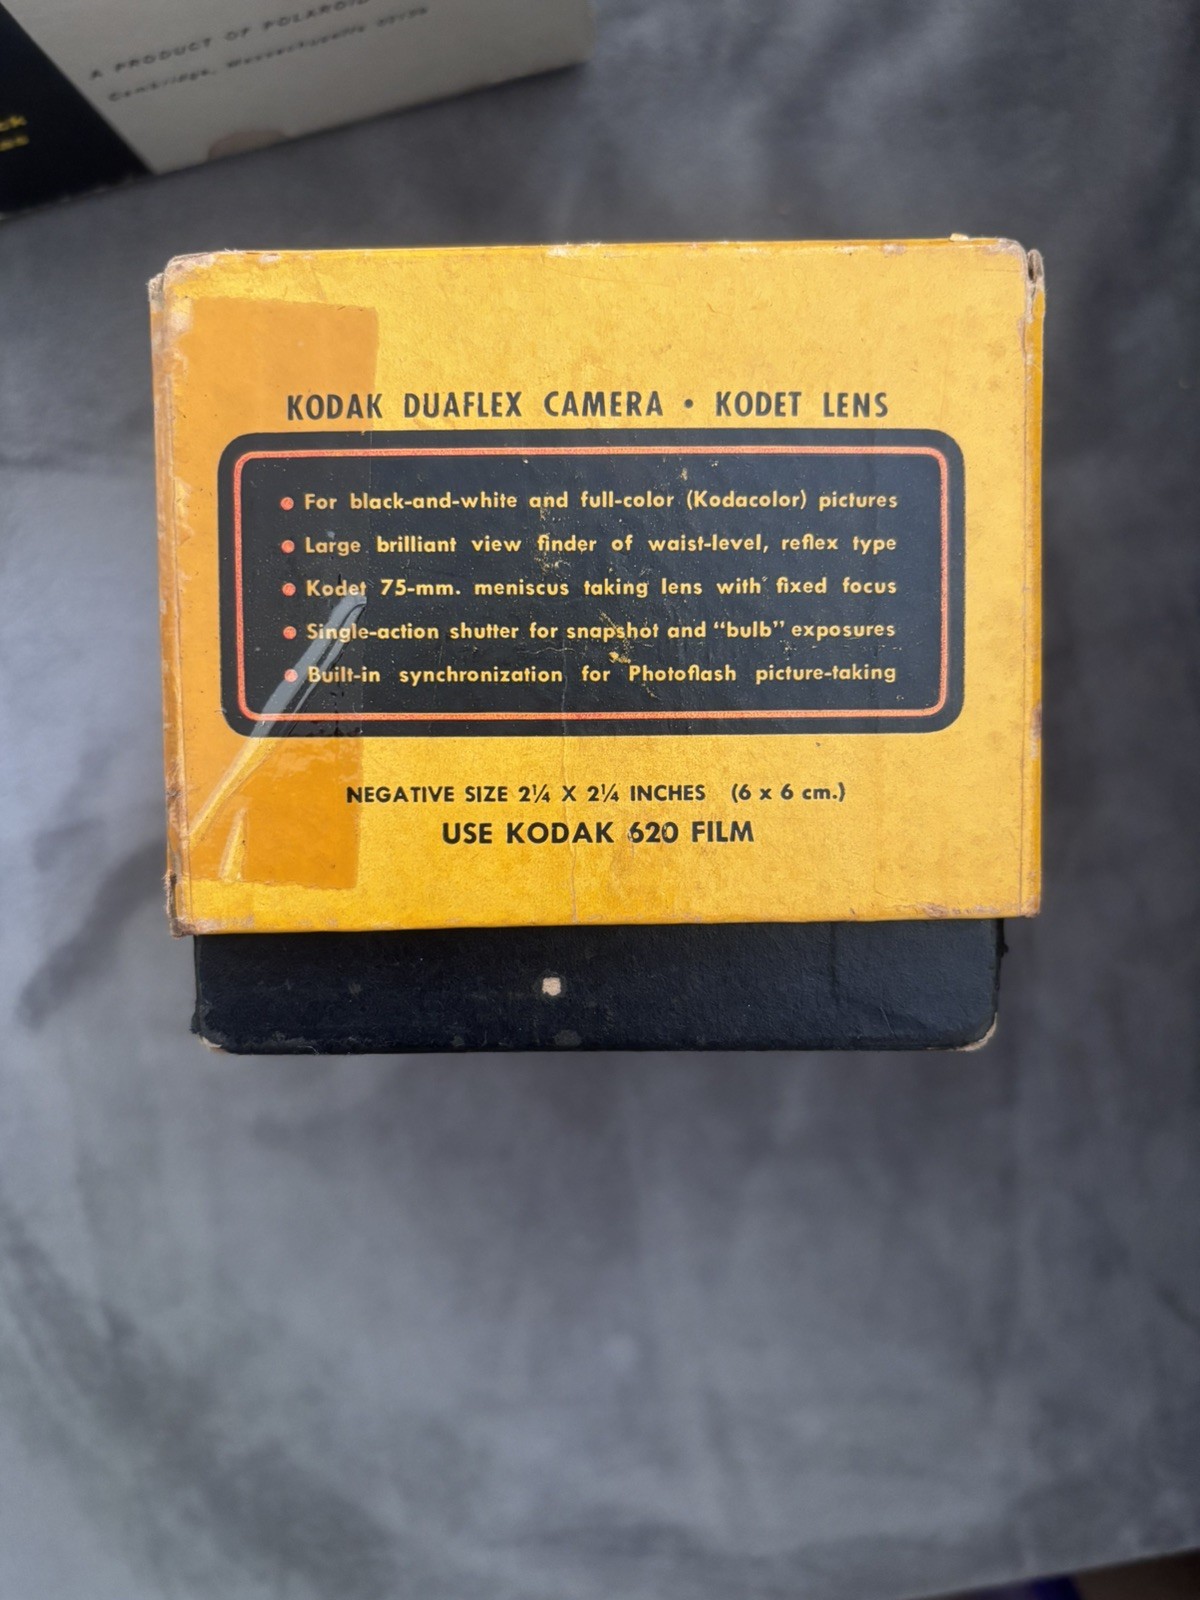 A PRODUCT OF POLAROID
Cambridge, Massachusetts
KODAK DUAFLEX CAMERA • KODET LENS
• For black-and-white and full-color (Kodacolor) pictures
• Large brilliant view finder of waist-level, reflex type
• Kodet 75-mm. meniscus taking lens with fixed focus
• Single-action shutter for snapshot and “bulb” exposures
• Built-in synchronization for Photoflash picture-taking
NEGATIVE SIZE 2¼ X 2¼ INCHES (6 x 6 cm.)
USE KODAK 620 FILM